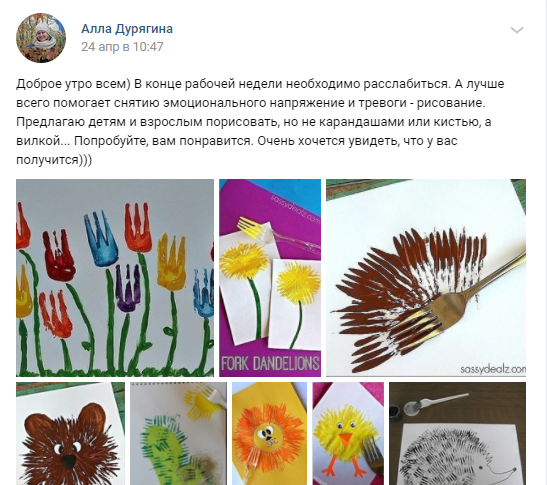 Алла Дурягина
24 апр в 10:47
Доброе утро всем) В конце рабочей недели необходимо расслабиться. А лучше
всего помогает снятию эмоционального напряжение и тревоги - рисование.
Предлагаю детям и взрослым порисовать, но не карандашами или кистью, а
вилкой... Попробуйте, вам понравится. Очень хочется увидеть, что у вас
получится)))
sassydealz.com
FORK DANDELIONS
sassydealz.com